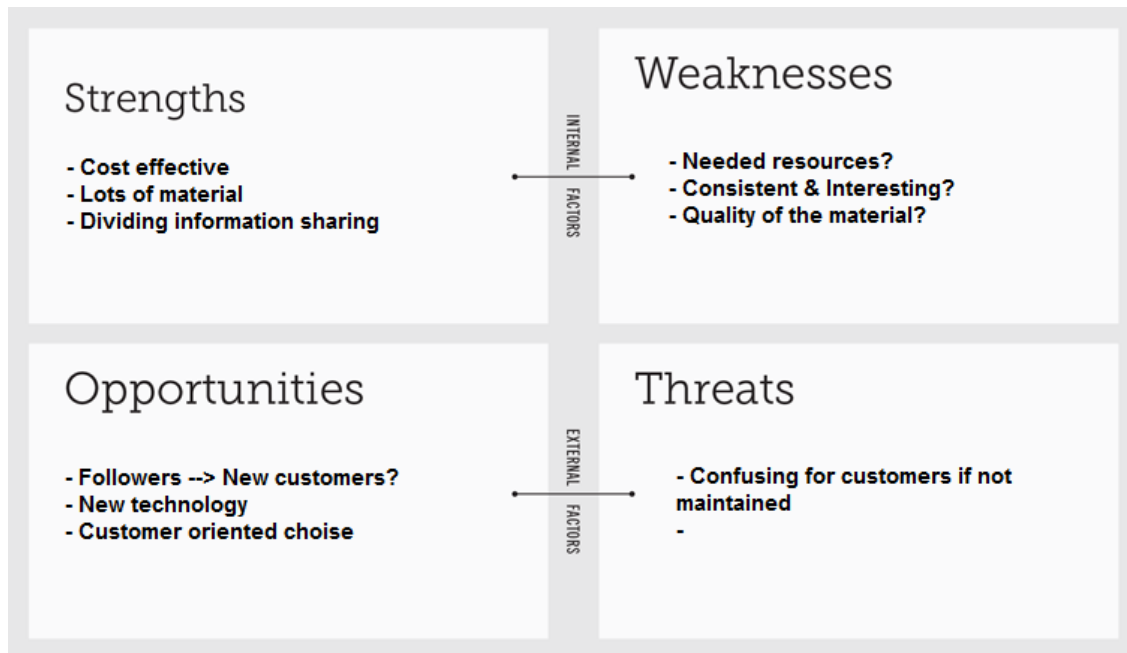 Strengths
- Cost effective
- Lots of material
- Dividing information sharing
INTERNAL FACTORS
Weaknesses
- Needed resources?
- Consistent & Interesting?
- Quality of the material?
Opportunities
- Followers --> New customers?
- New technology
- Customer oriented choise
EXTERNAL FACTORS
Threats
- Confusing for customers if not
maintained
-